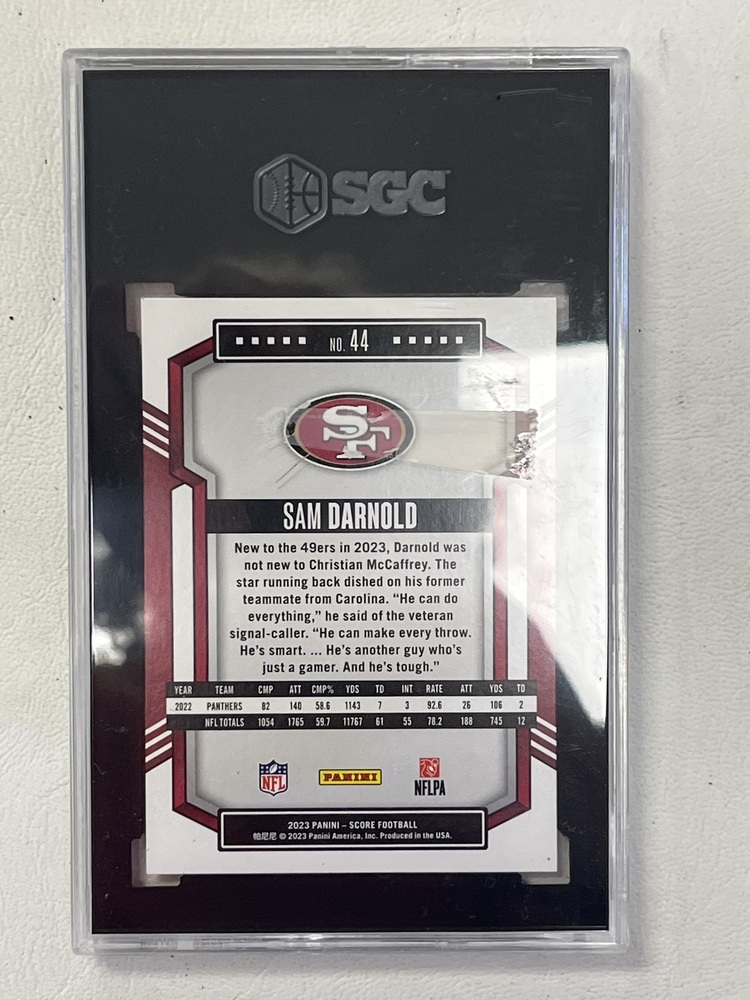 SGC
NO. 44
SF
SAM DARNOLD
New to the 49ers in 2023, Darnold was
not new to Christian McCaffrey. The
star running back dished on his former
teammate from Carolina. “He can do
everything,” he said of the veteran
signal-caller. “He can make every throw.
He's smart. ... He's another guy who's
just a gamer. And he's tough.”
YEAR TEAM CMP ATT CMP% YDS TD INT RATE ATT YDS TD
2022 PANTHERS 82 140 58.6 1143 7 3 92.6 26 106 2
NFL TOTALS 1054 1765 59.7 11767 61 55 78.2 188 745 12
NFL PANINI NFLPA
2023 PANINI – SCORE FOOTBALL
帕尼尼 © 2023 Panini America, Inc. Produced in the USA.